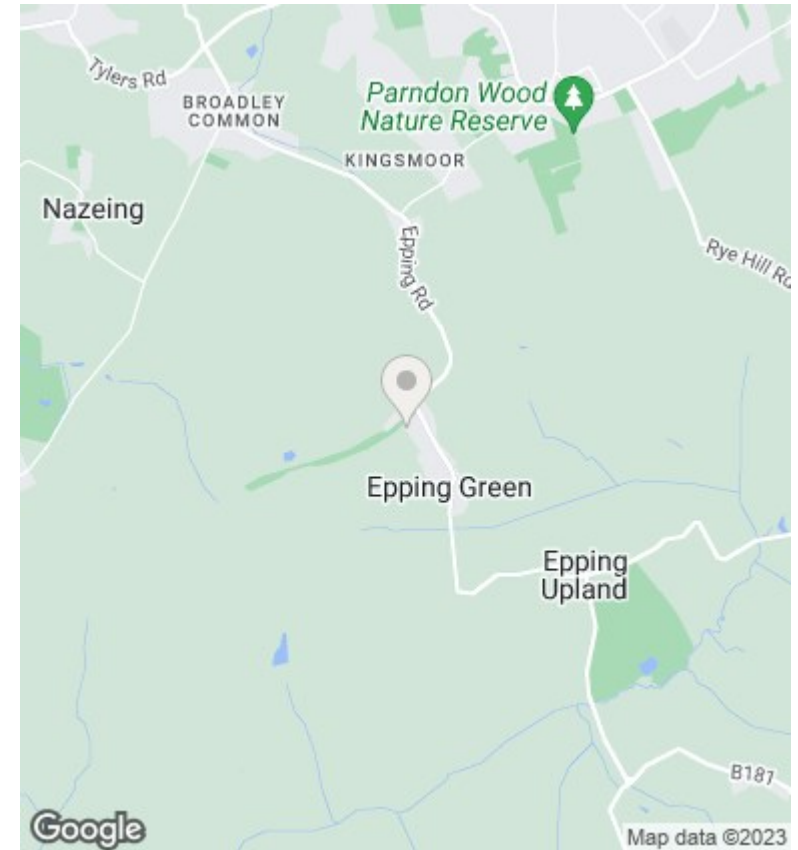 Tylers Rd
BROADLEY
COMMON
Parndon Wood
Nature Reserve
KINGSMOOR
Nazeing
Epping Rd
Rye Hill Rd
Epping Green
Epping
Upland
B181
Google
Map data ©2023